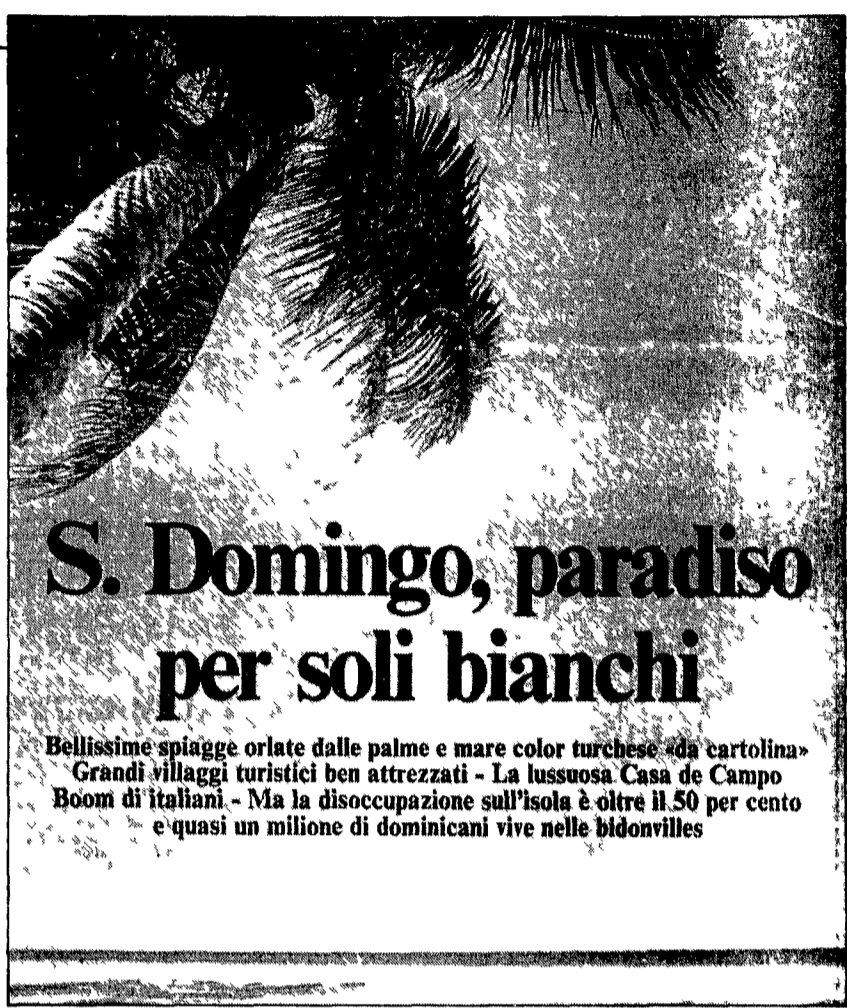 S. Domingo, paradiso
per soli bianchi
Bellissime spiagge orlate dalle palme e mare color turchese «da cartolina»
Grandi villaggi turistici ben attrezzati - La lussuosa Casa de Campo
Boom di italiani - Ma la disoccupazione sull'isola è oltre il 50 per cento
e quasi un milione di dominicani vive nelle bidonvilles